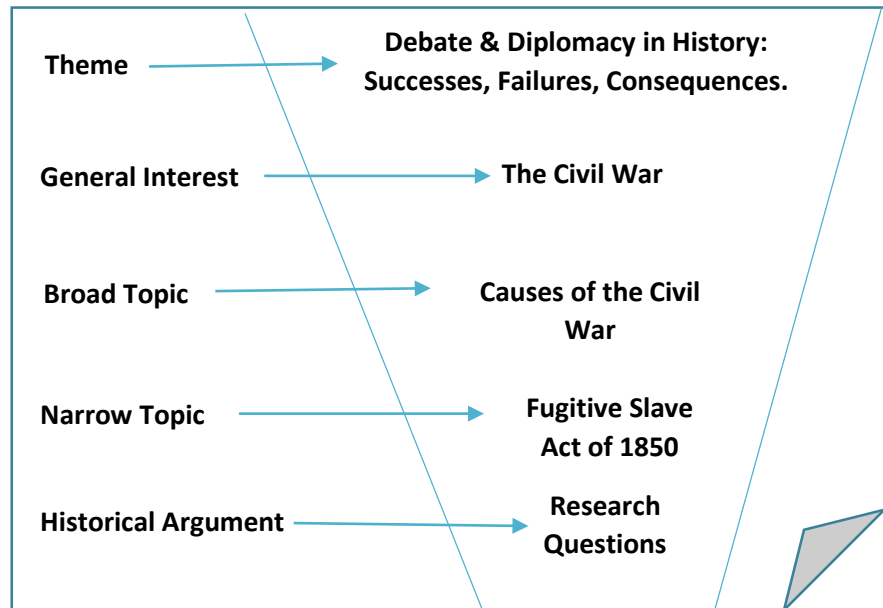 Theme
Debate & Diplomacy in History:
Successes, Failures, Consequences.
General Interest
The Civil War
Broad Topic
Causes of the Civil
War
Narrow Topic
Fugitive Slave
Act of 1850
Historical Argument
Research
Questions